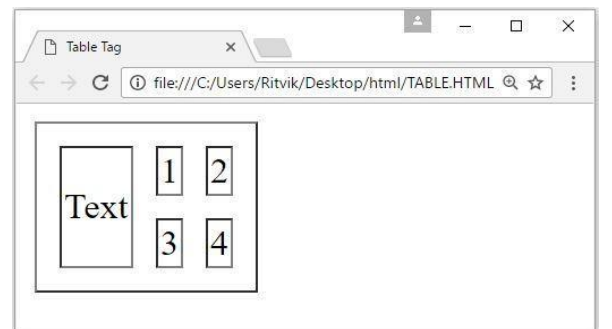 Table Tag
file:///C:/Users/Ritvik/Desktop/html/TABLE.HTML
Text 1 2
3 4